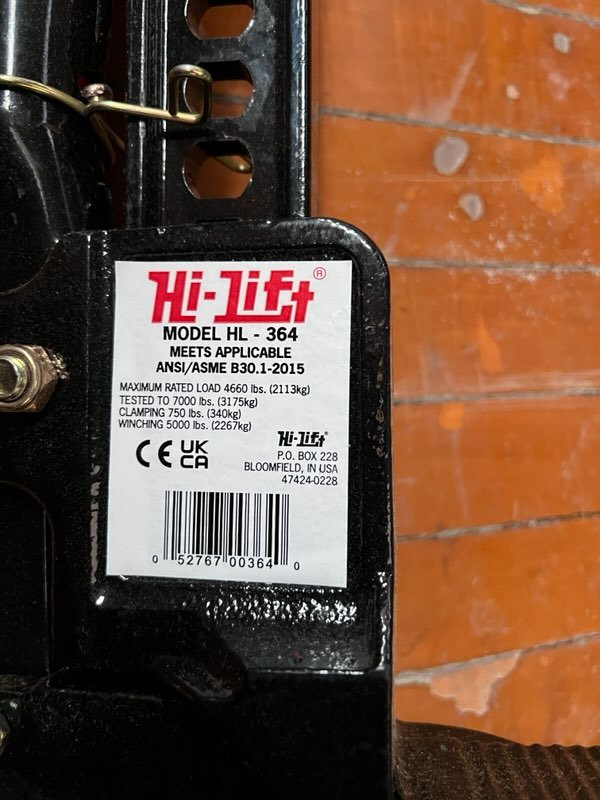 Hi-Lift®
MODEL HL - 364
MEETS APPLICABLE
ANSI/ASME B30.1-2015
MAXIMUM RATED LOAD 4660 lbs. (2113kg)
TESTED TO 7000 lbs. (3175kg)
CLAMPING 750 lbs. (340kg)
WINCHING 5000 lbs. (2267kg)
CE UK CA
Hi-Lift®
P.O. BOX 228
BLOOMFIELD, IN USA
47424-0228
0 52767 00364 0